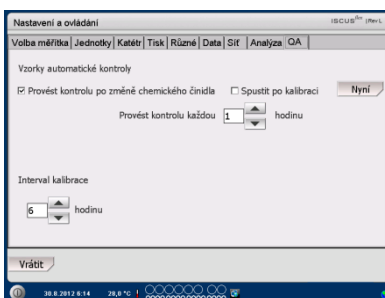 Nastavení a ovládání ISCUSflex (Rev
Volba měřítka Jednotky Katétr Tisk Různé Data Síť Analýza QA
Vzorky automatické kontroly
Provést kontrolu po změně chemického činidla Spustit po kalibraci Nyní
Provést kontrolu každou 1 hodinu
Interval kalibrace
6 hodinu
Vrátit
30.8.2012 6:14 28,0 °C